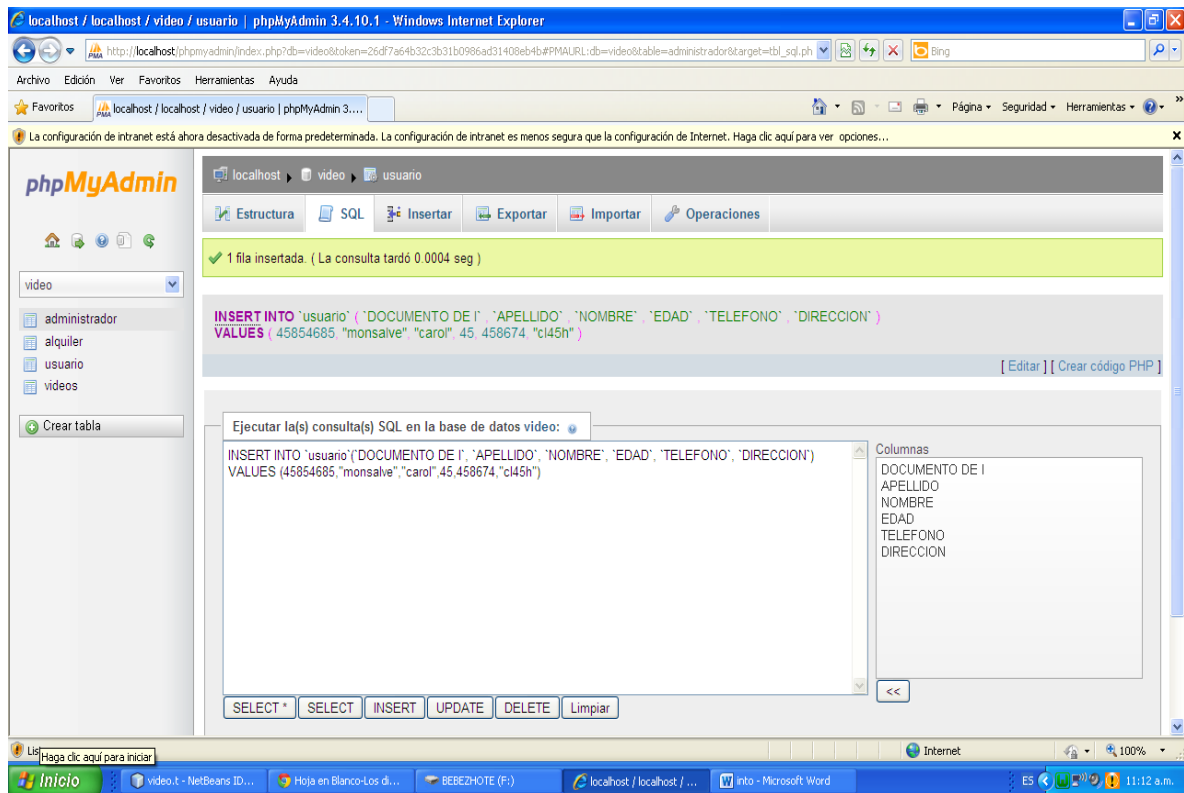 localhost / localhost / video / usuario | phpMyAdmin 3.4.10.1 - Windows Internet Explorer
http://localhost/phpmyadmin/index.php?db=video&token=26df7a64b32c3b31b0986ad31408eb4b#PMAURL:db=video&table=administrador&target=tbl_sql.ph
Bing
Archivo Edición Ver Favoritos Herramientas Ayuda
Favoritos
localhost / localhost / video / usuario | phpMyAdmin 3....
Página Seguridad Herramientas »
La configuración de intranet está ahora desactivada de forma predeterminada. La configuración de intranet es menos segura que la configuración de Internet. Haga clic aquí para ver opciones...
phpMyAdmin
localhost video usuario
Estructura SQL Insertar Exportar Importar Operaciones
1 fila insertada. ( La consulta tardó 0.0004 seg )
video
administrador
alquiler
usuario
videos
Crear tabla
INSERT INTO `usuario` ( `DOCUMENTO DE I` , `APELLIDO` , `NOMBRE` , `EDAD` , `TELEFONO` , `DIRECCION` )
VALUES ( 45854685, "monsalve", "carol", 45, 458674, "cl45h" )
[ Editar ] [ Crear código PHP ]
Ejecutar la(s) consulta(s) SQL en la base de datos video:
INSERT INTO `usuario`(`DOCUMENTO DE I`, `APELLIDO`, `NOMBRE`, `EDAD`, `TELEFONO`, `DIRECCION`)
VALUES (45854685,"monsalve","carol",45,458674,"cl45h")
Columnas
DOCUMENTO DE I
APELLIDO
NOMBRE
EDAD
TELEFONO
DIRECCION
<<
SELECT * SELECT INSERT UPDATE DELETE Limpiar
Lis
Haga clic aquí para iniciar
Internet
100%
Inicio
video.t - NetBeans ID...
Hoja en Blanco-Los di...
BEBEZHOTE (F:)
localhost / localhost / ...
into - Microsoft Word
ES
11:12 a.m.